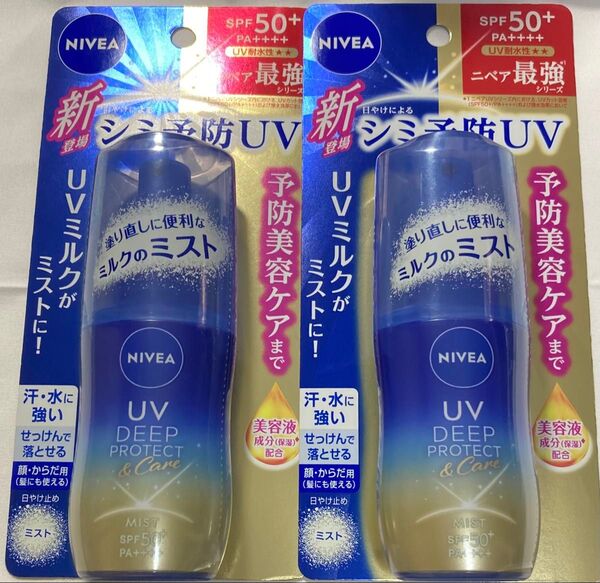 NIVEA
SPF50+
PA++++
UV耐水性★★
ニベア最強*1
シリーズ
新
登場
日やけによる
シミ予防UV
UVミルクが
ミストに!
塗り直しに便利な
ミルクのミスト
予防美容ケアまで
NIVEA
UV
DEEP
PROTECT
& Care
MIST
SPF50+
PA++++
汗・水に
強い
せっけんで
落とせる
顔・からだ用
(髪にも使える)
日やけ止め
ミスト
美容液
成分(保湿)
配合
NIVEA
SPF50+
PA++++
UV耐水性★★
ニベア最強*1
シリーズ
新
登場
日やけによる
シミ予防UV
UVミルクが
ミストに!
塗り直しに便利な
ミルクのミスト
予防美容ケアまで
NIVEA
UV
DEEP
PROTECT
& Care
MIST
SPF50+
PA++++
汗・水に
強い
せっけんで
落とせる
顔・からだ用
(髪にも使える)
日やけ止め
ミスト
美容液
成分(保湿)
配合